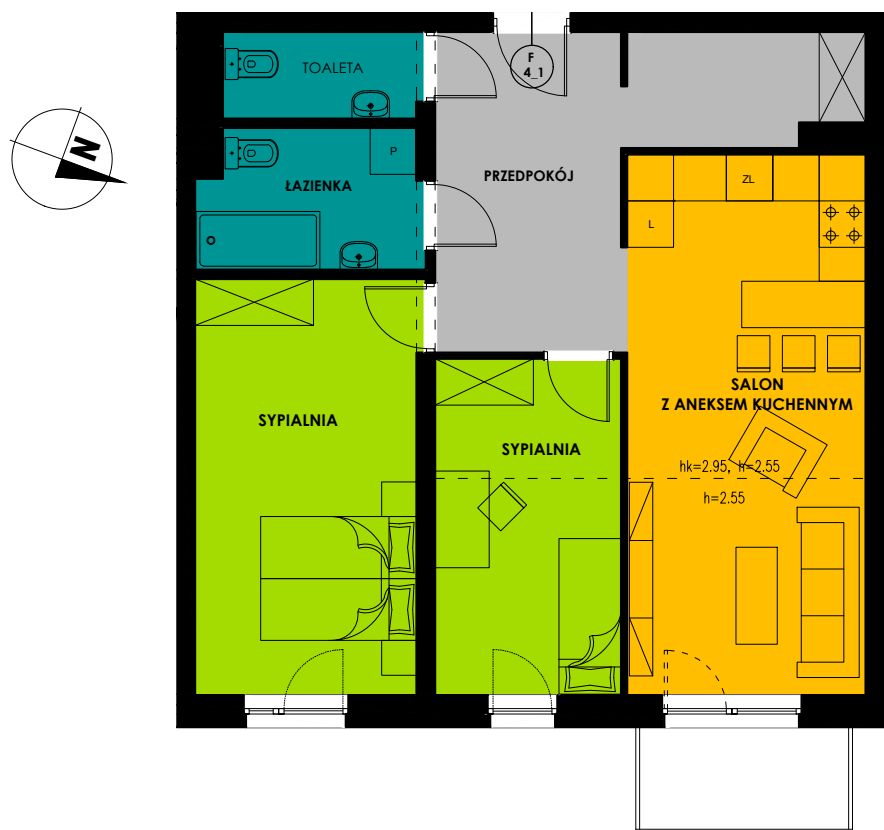 F
4_1
TOALETA
N
P
ŁAZIENKA
PRZEDPOKÓJ
ZL
L
SALON
Z ANEKSEM KUCHENNYM
SYPIALNIA
SYPIALNIA
hk=2.95, h=2.55
h=2.55